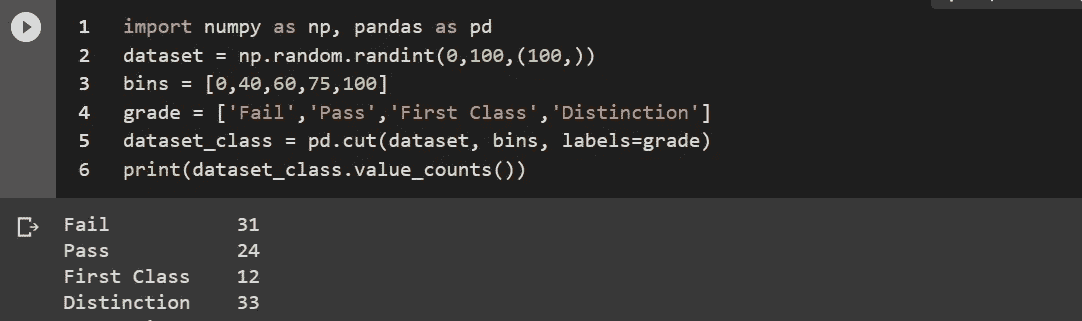 1 import numpy as np, pandas as pd
2 dataset = np.random.randint(0,100,(100,))
3 bins = [0,40,60,75,100]
4 grade = ['Fail','Pass','First Class','Distinction']
5 dataset_class = pd.cut(dataset, bins, labels=grade)
6 print(dataset_class.value_counts())
Fail 31
Pass 24
First Class 12
Distinction 33